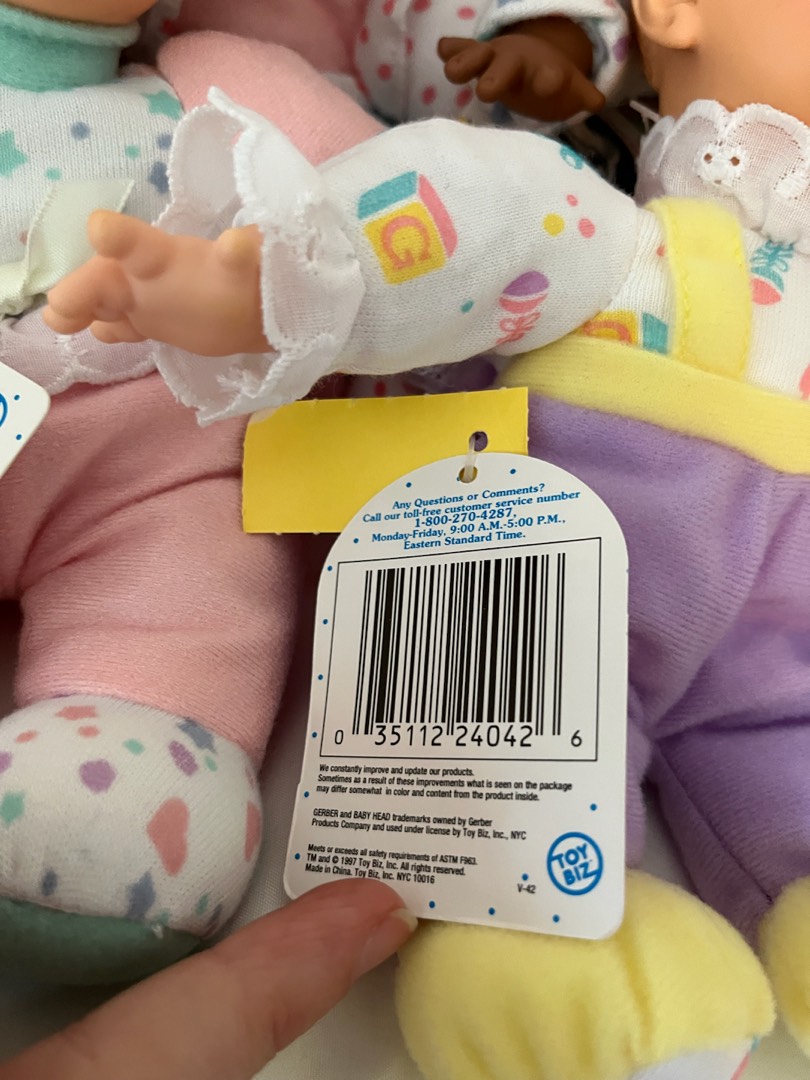 G
Any Questions or Comments?
Call our toll-free customer service number
1-800-270-4287,
Monday-Friday, 9:00 A.M.-5:00 P.M.,
Eastern Standard Time.
0 35112 24042 6
We constantly improve and update our products.
Sometimes as a result of these improvements what is seen on the package
may differ somewhat in color and content from the product inside.
GERBER and BABY HEAD trademarks owned by Gerber
Products Company and used under license by Toy Biz, Inc., NYC
Meets or exceeds all safety requirements of ASTM F963.
TM and © 1997 Toy Biz, Inc. All rights reserved.
Made in China. Toy Biz, Inc. NYC 10016
V-42
TOY
BIZ